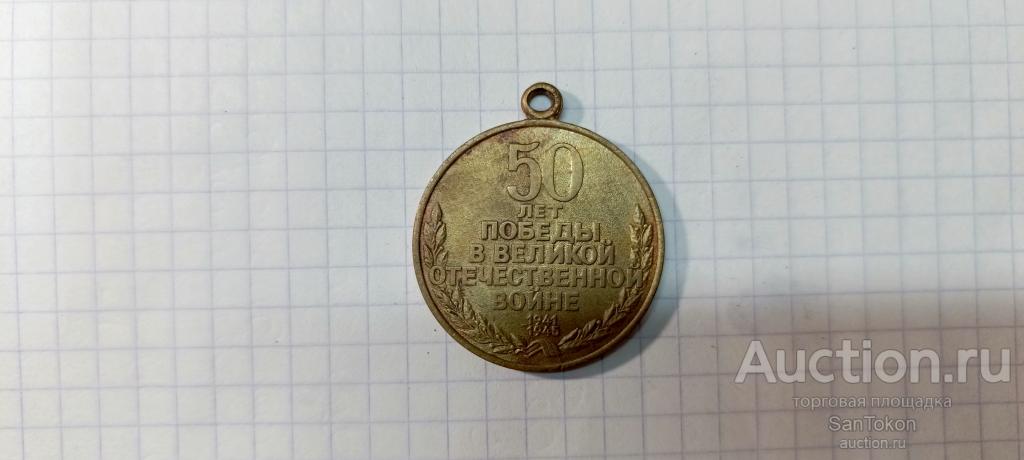 50
ЛЕТ
ПОБЕДЫ
В ВЕЛИКОЙ
ОТЕЧЕСТВЕННОЙ
ВОЙНЕ
1941
1945
Auction.ru
торговая площадка
SanTokon
auction.ru